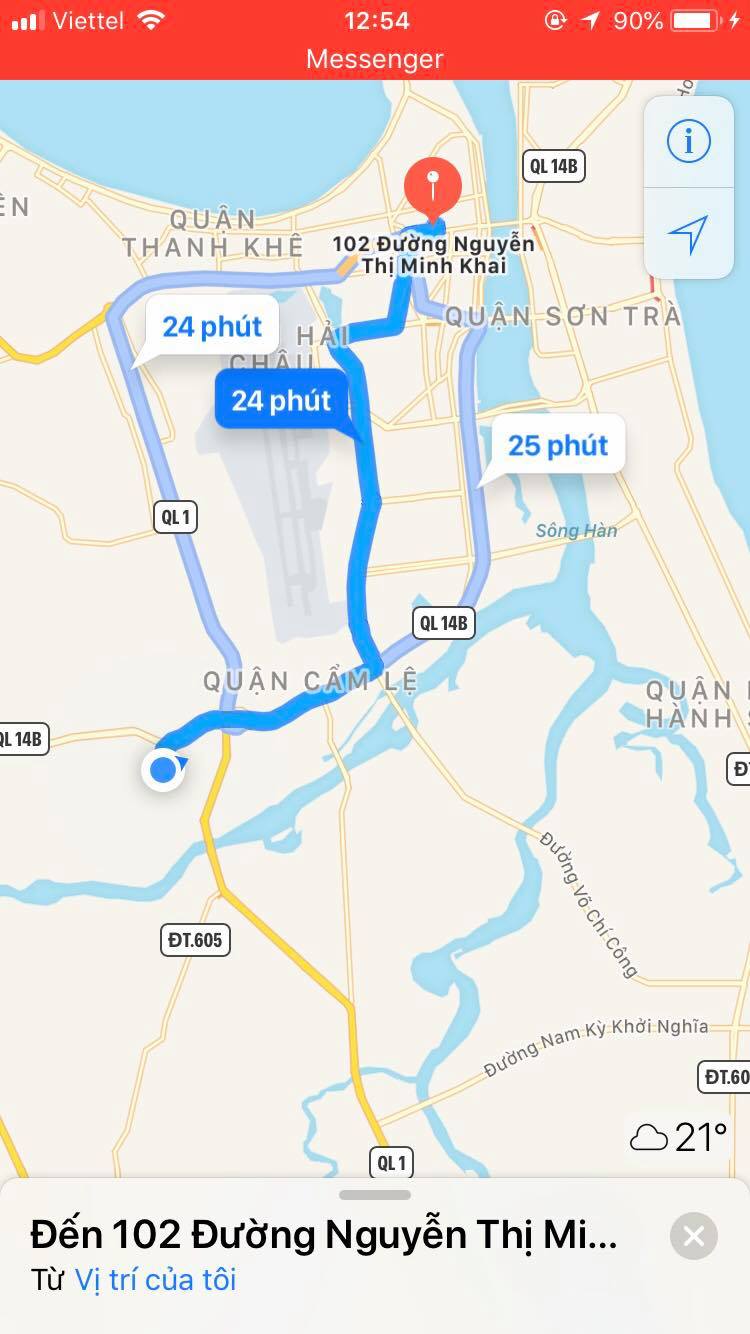 Viettel 12:54 90%
Messenger
QL 14B
QUẬN
THANH KHÊ
102 Đường Nguyễn
Thị Minh Khai
24 phút
HẢI
CHÂU
QUẬN SƠN TRÀ
24 phút
25 phút
QL 1
Sông Hàn
QL 14B
QUẬN CẨM LỆ
QUẬN
HÀNH
QL 14B
Đường Võ Chí Công
ĐT.605
Đường Nam Kỳ Khởi Nghĩa
ĐT.60
21°
QL 1
Đến 102 Đường Nguyễn Thị Mi...
Từ Vị trí của tôi